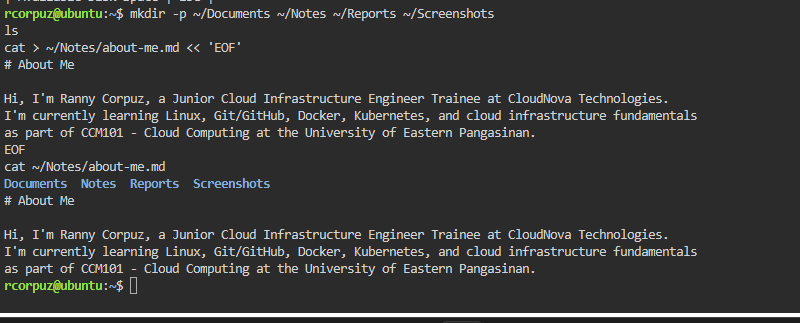 rcorpuz@ubuntu:~$ mkdir -p ~/Documents ~/Notes ~/Reports ~/Screenshots
ls
cat > ~/Notes/about-me.md << 'EOF'
# About Me
Hi, I'm Ranny Corpuz, a Junior Cloud Infrastructure Engineer Trainee at CloudNova Technologies.
I'm currently learning Linux, Git/GitHub, Docker, Kubernetes, and cloud infrastructure fundamentals
as part of CCM101 - Cloud Computing at the University of Eastern Pangasinan.
EOF
cat ~/Notes/about-me.md
Documents  Notes  Reports  Screenshots
# About Me
Hi, I'm Ranny Corpuz, a Junior Cloud Infrastructure Engineer Trainee at CloudNova Technologies.
I'm currently learning Linux, Git/GitHub, Docker, Kubernetes, and cloud infrastructure fundamentals
as part of CCM101 - Cloud Computing at the University of Eastern Pangasinan.
rcorpuz@ubuntu:~$